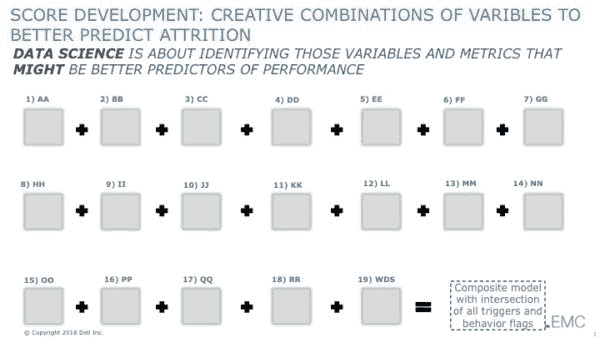 SCORE DEVELOPMENT: CREATIVE COMBINATIONS OF VARIBLES TO
BETTER PREDICT ATTRITION
DATA SCIENCE IS ABOUT IDENTIFYING THOSE VARIABLES AND METRICS THAT
MIGHT BE BETTER PREDICTORS OF PERFORMANCE
1) AA 2) BB 3) CC 4) DD 5) EE 6) FF 7) GG
8) HH 9) II 10) JJ 11) KK 12) LL 13) MM 14) NN
15) OO 16) PP 17) QQ 18) RR 19) WDS
Composite model
with intersection
of all triggers and
behavior flags
EMC
© Copyright 2016 Dell Inc.
1